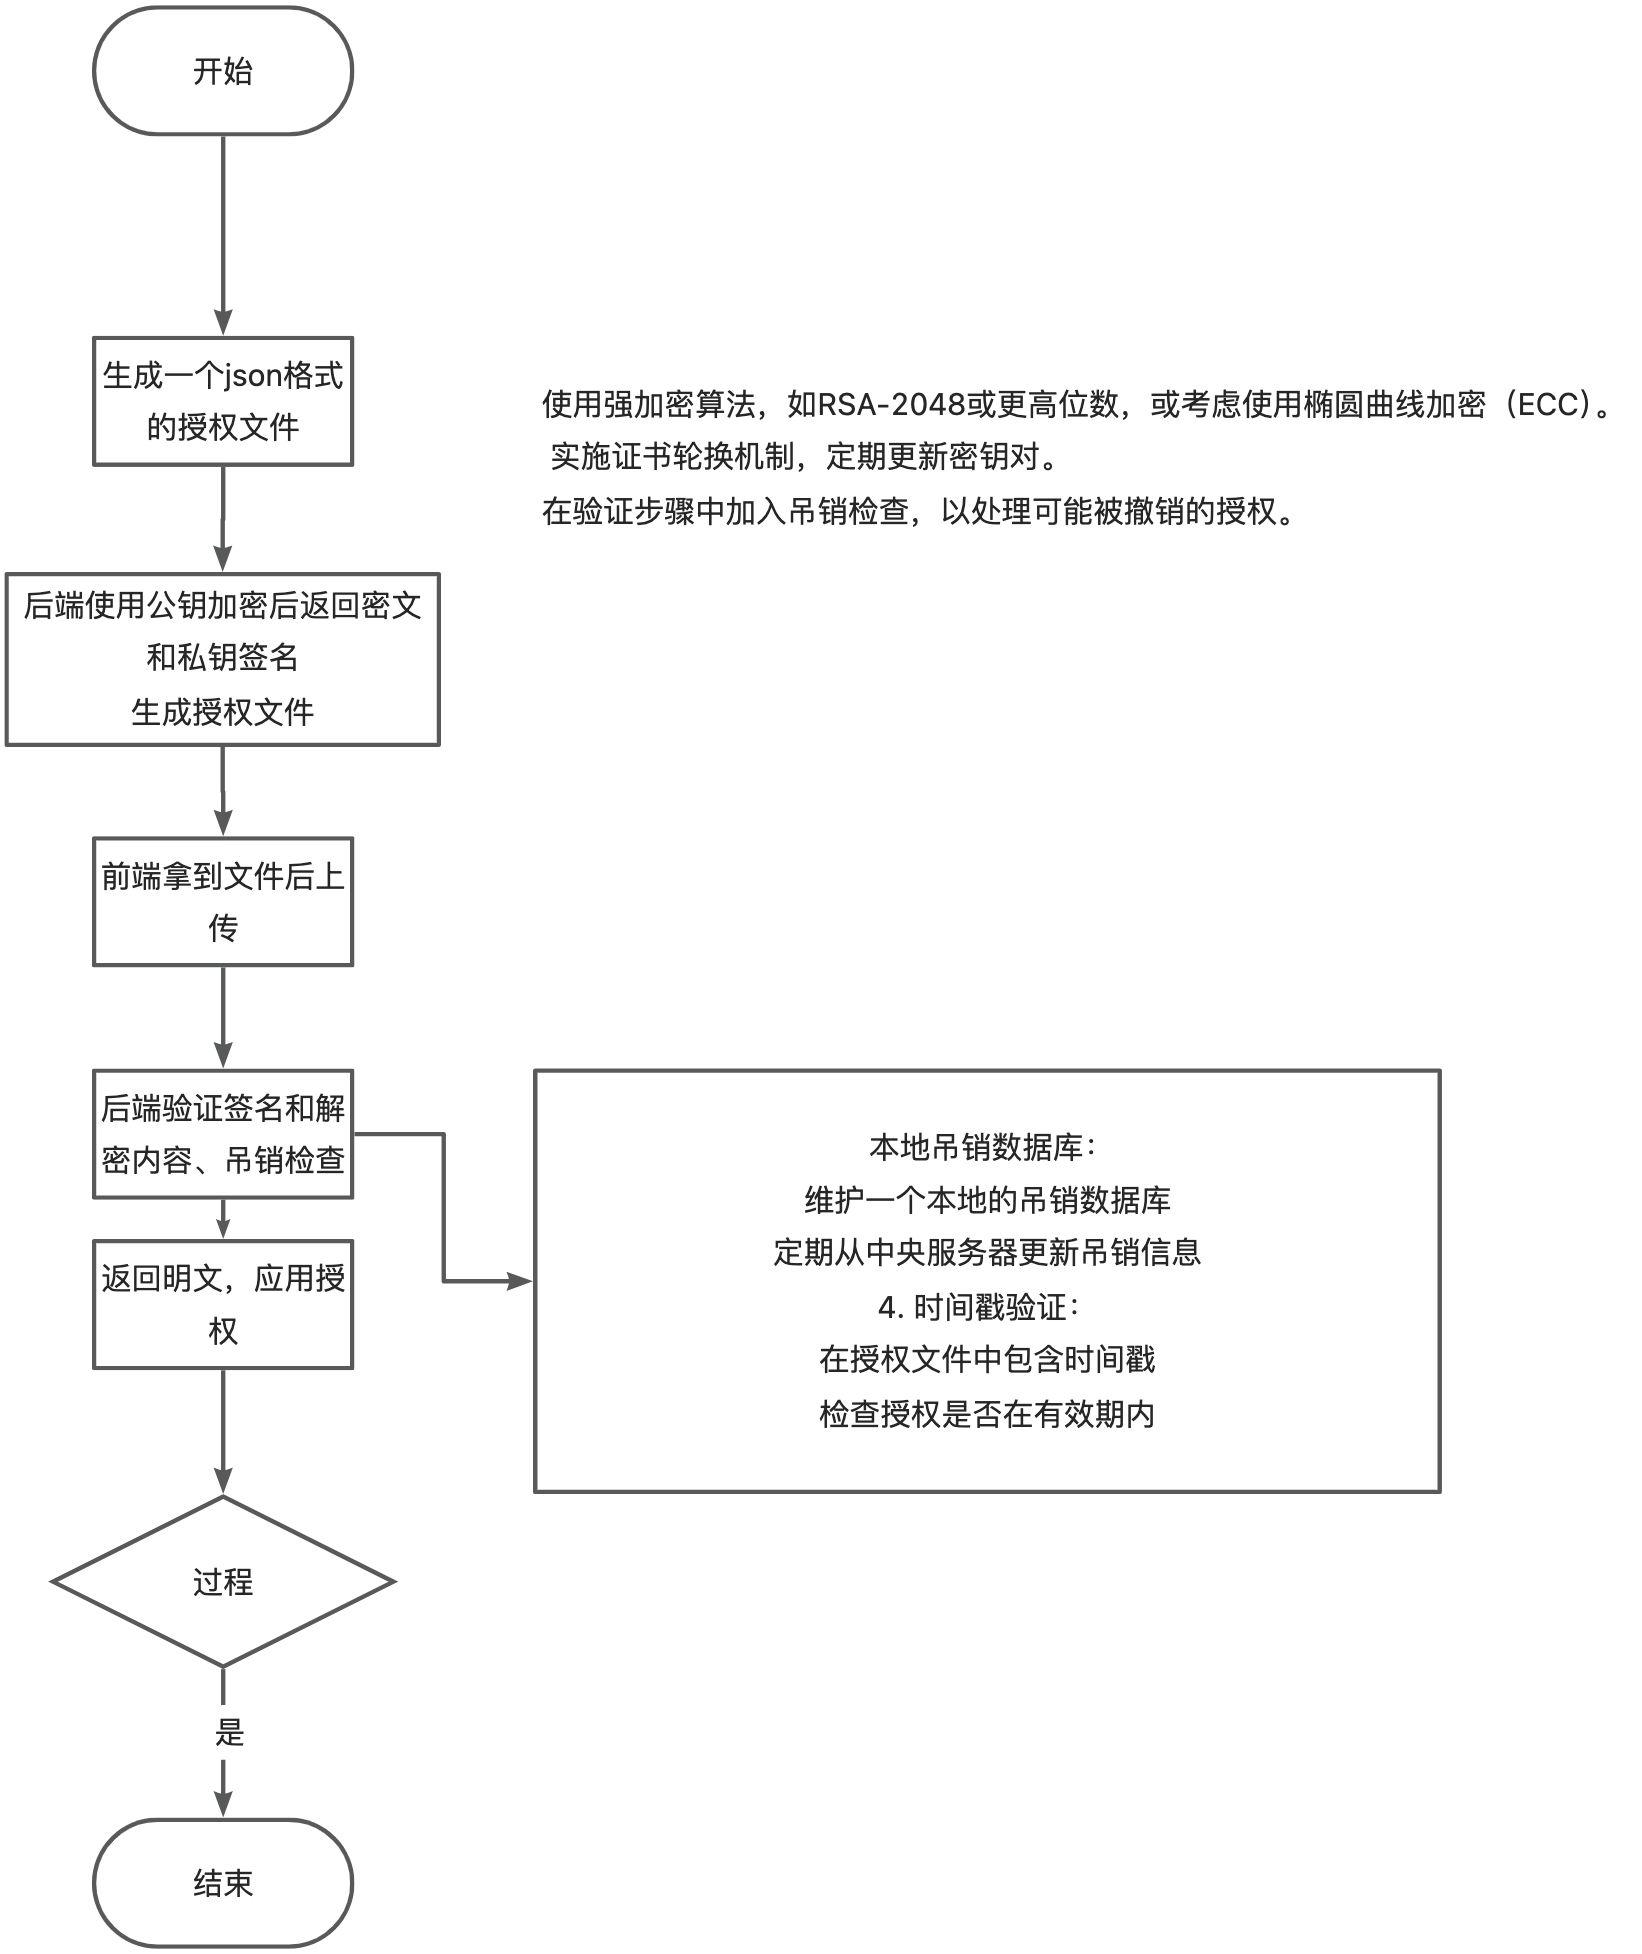 开始
生成一个json格式
的授权文件
使用强加密算法，如RSA-2048或更高位数，或考虑使用椭圆曲线加密（ECC）。
实施证书轮换机制，定期更新密钥对。
在验证步骤中加入吊销检查，以处理可能被撤销的授权。
后端使用公钥加密后返回密文
和私钥签名
生成授权文件
前端拿到文件后上
传
后端验证签名和解
密内容、吊销检查
本地吊销数据库：
维护一个本地的吊销数据库
定期从中央服务器更新吊销信息
4. 时间戳验证：
在授权文件中包含时间戳
检查授权是否在有效期内
返回明文，应用授
权
过程
是
结束